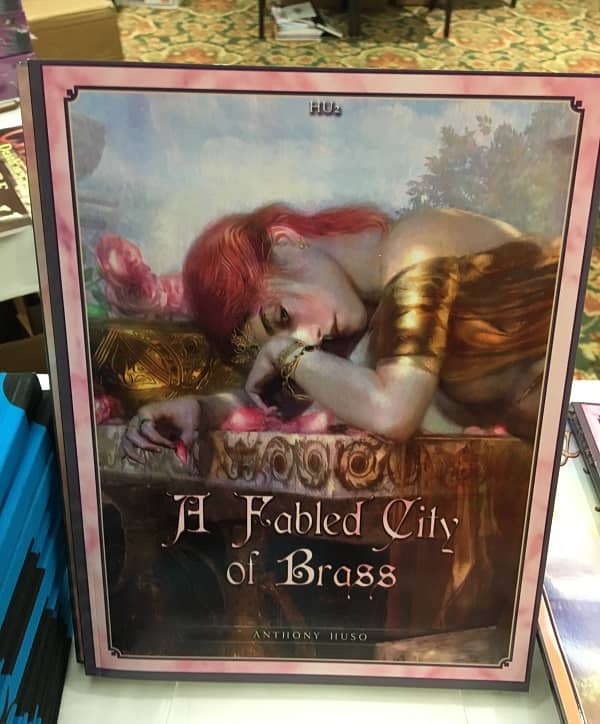 HU2
A Fabled City
of Brass
ANTHONY HUSO